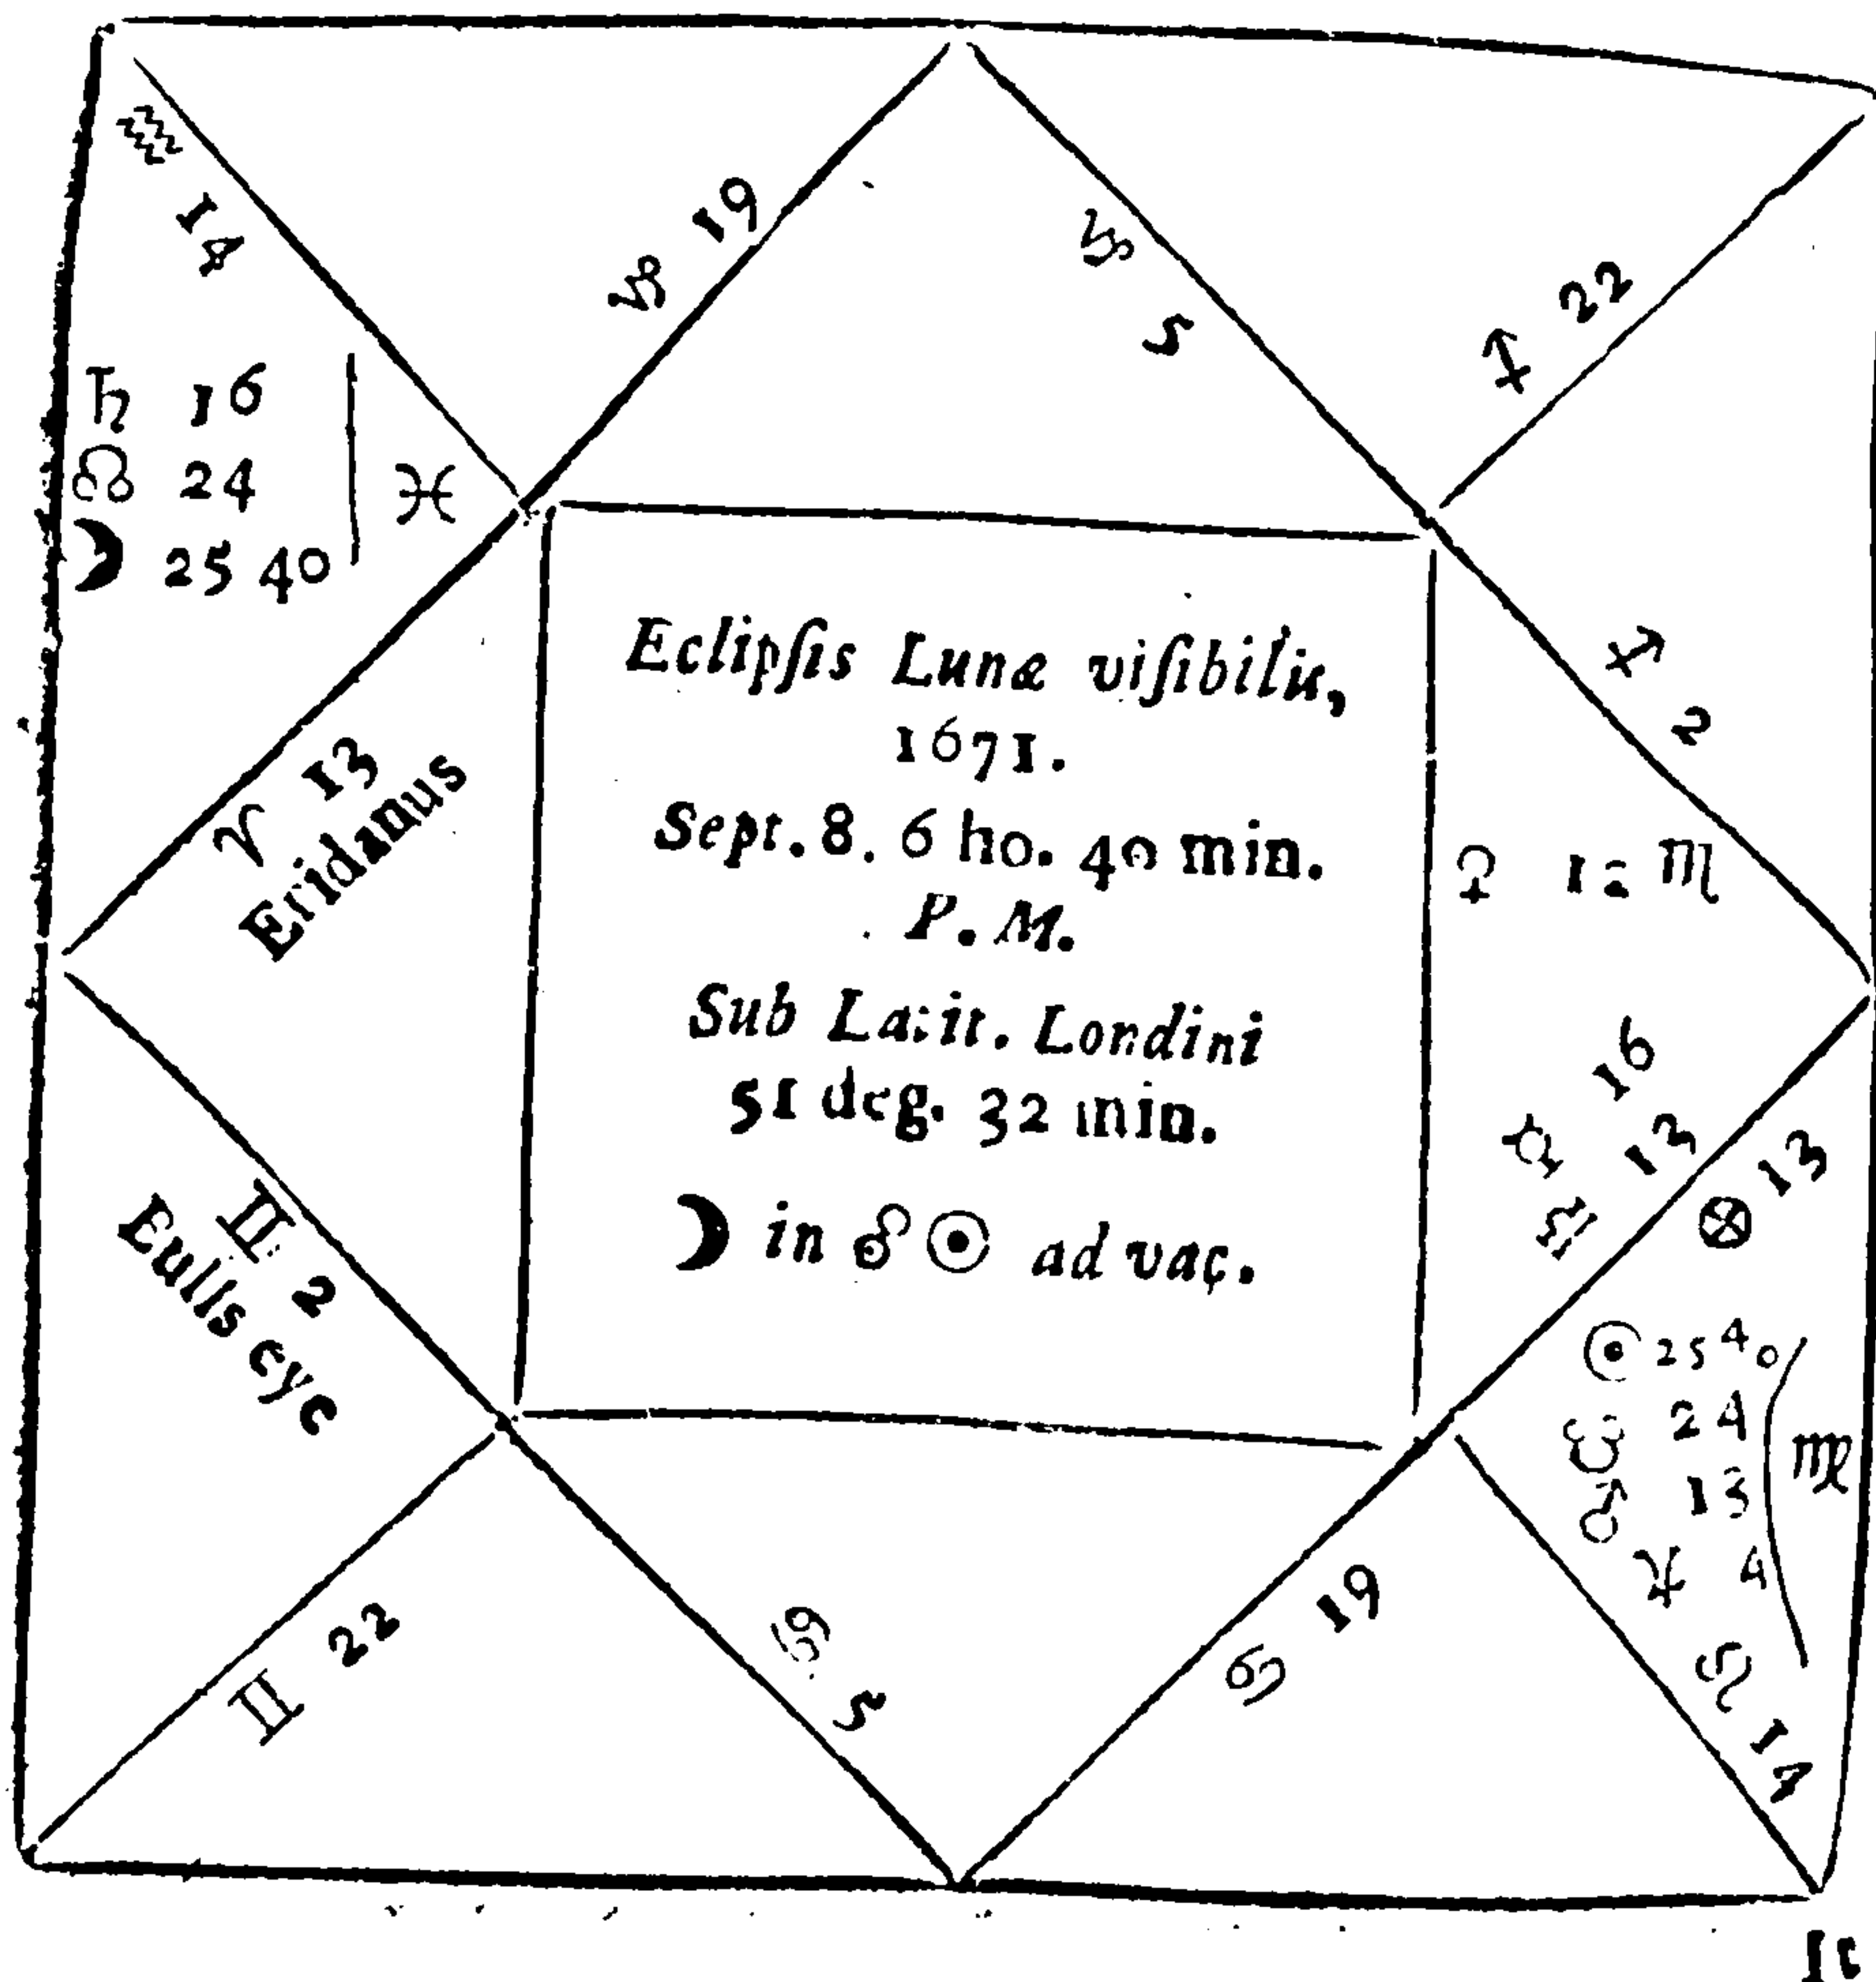 ♒ 14
♑ 19
♑ 5
♐ 22
♄ 16
☊ 24
☽ 25 40
♓
♐ 2
♈ 13
Eridanus
Eclipſis Lunæ viſibilis,
1671.
Sept. 8. 6 ho. 40 min.
P. M.
Sub Latit. Londini
51 deg. 32 min.
☽ in ☍ ☉ ad vac.
♀ 12 ♏
☿ 16
♎ 13
⊗ 13
♊ 2
Bulls eye
☉ 25 40
☋ 24
♂ 13
♃ 4
♍
♌ 14
♊ 22
♋ 5
♋ 19